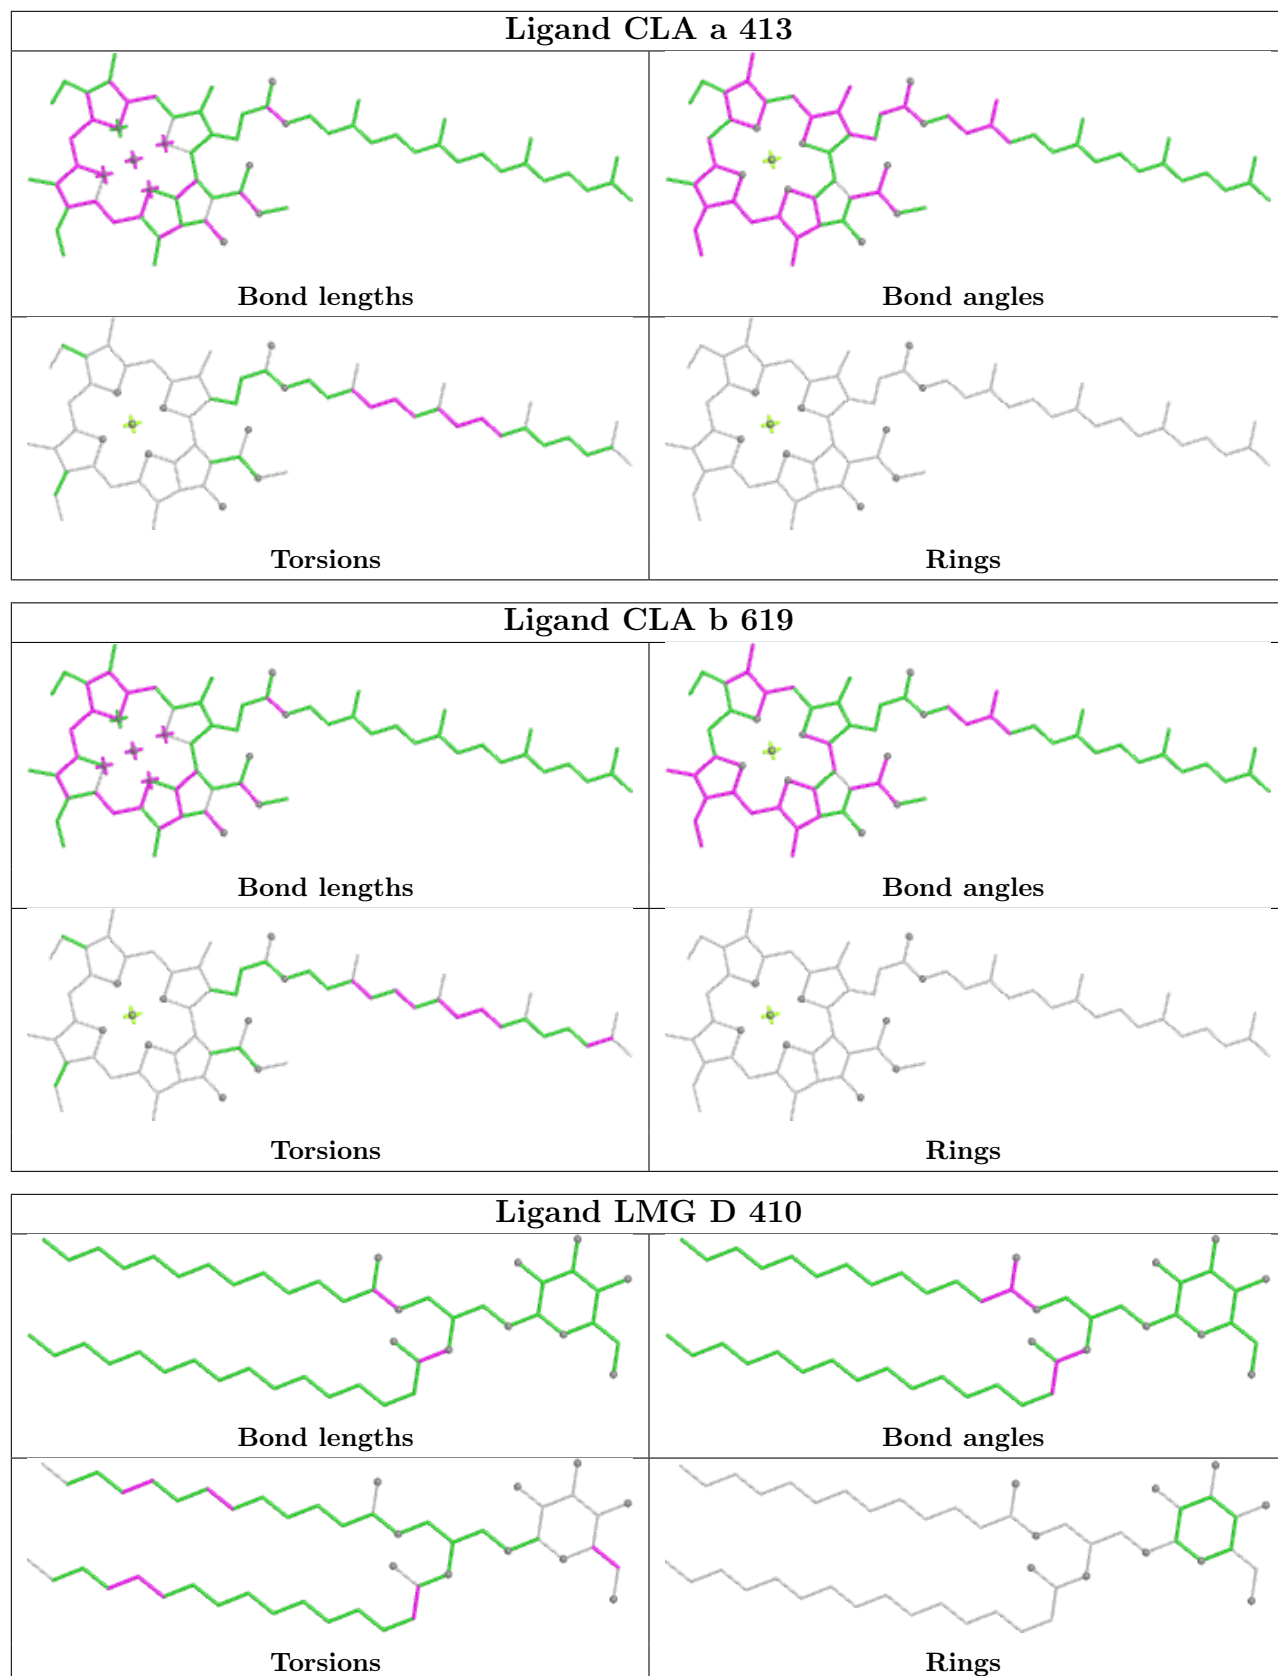 Ligand CLA a 413
Bond lengths
Bond angles
Torsions
Rings
Ligand CLA b 619
Bond lengths
Bond angles
Torsions
Rings
Ligand LMG D 410
Bond lengths
Bond angles
Torsions
Rings